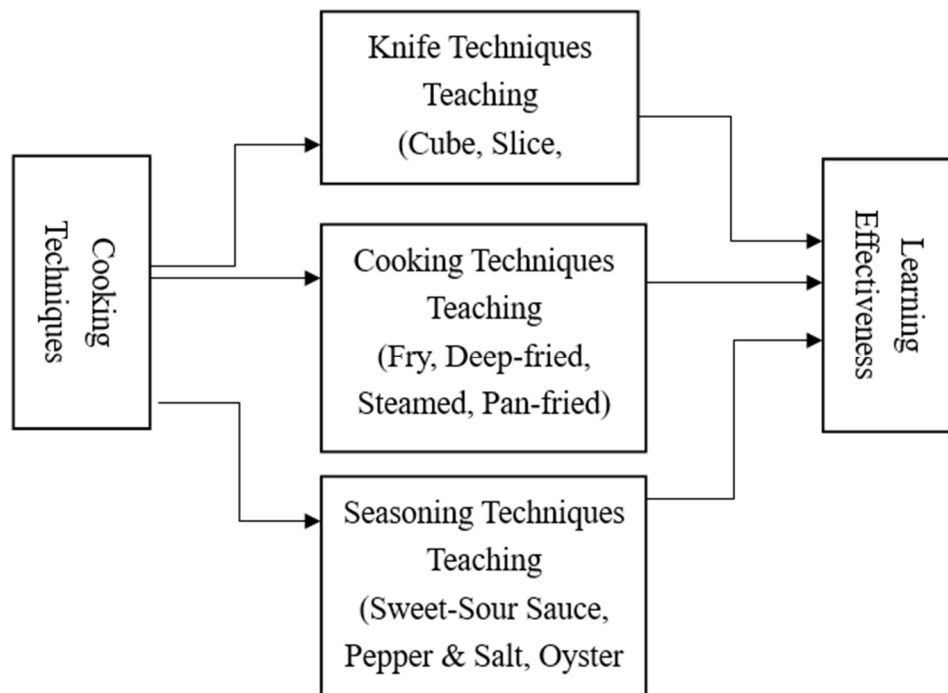 Cooking
Techniques
Knife Techniques
Teaching
(Cube, Slice,
Cooking Techniques
Teaching
(Fry, Deep-fried,
Steamed, Pan-fried)
Seasoning Techniques
Teaching
(Sweet-Sour Sauce,
Pepper & Salt, Oyster
Learning
Effectiveness